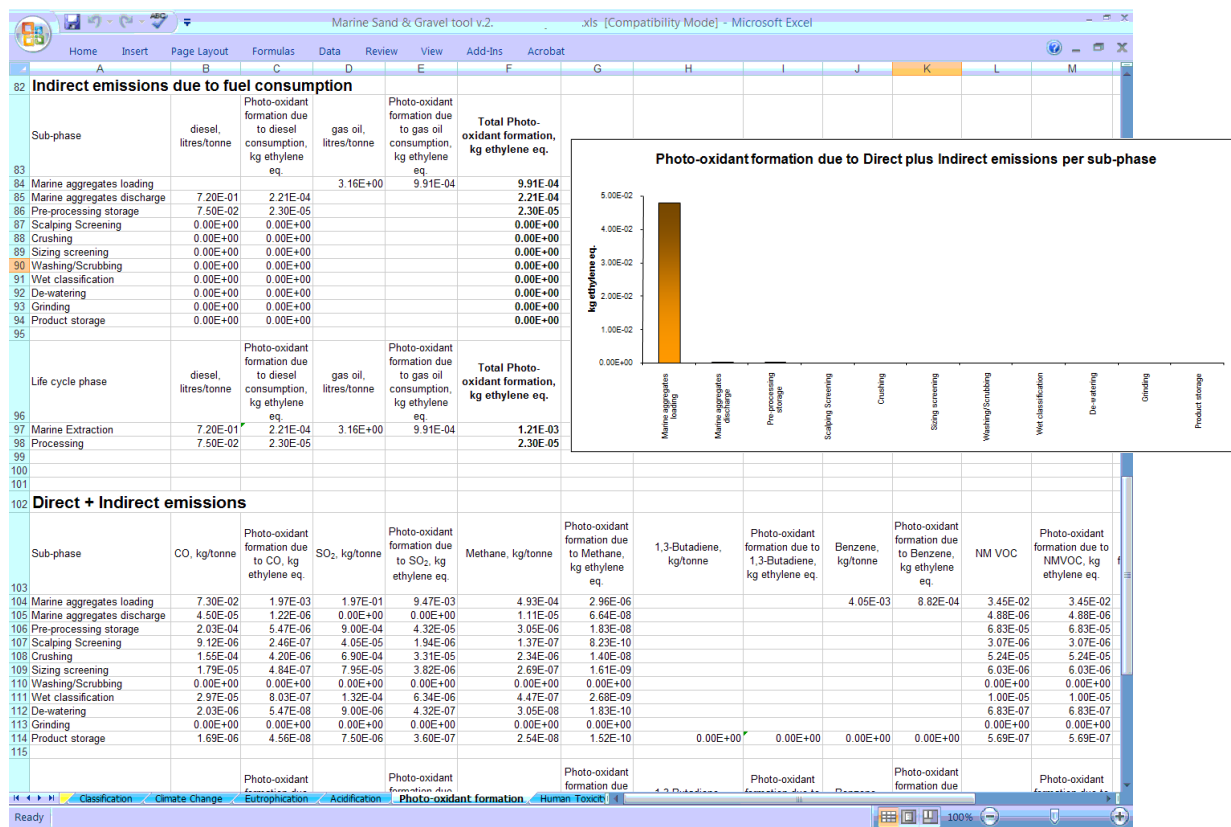 Marine Sand & Gravel tool v.2. .xls [Compatibility Mode] - Microsoft Excel
Home Insert Page Layout Formulas Data Review View Add-Ins Acrobat
A B C D E F G H I J K L M
82 Indirect emissions due to fuel consumption
83 Sub-phase diesel, litres/tonne Photo-oxidant formation due to diesel consumption, kg ethylene eq. gas oil, litres/tonne Photo-oxidant formation due to gas oil consumption, kg ethylene eq. Total Photo-oxidant formation, kg ethylene eq.
84 Marine aggregates loading 3.16E+00 9.91E-04 9.91E-04
85 Marine aggregates discharge 7.20E-01 2.21E-04 2.21E-04
86 Pre-processing storage 7.50E-02 2.30E-05 2.30E-05
87 Scalping Screening 0.00E+00 0.00E+00 0.00E+00
88 Crushing 0.00E+00 0.00E+00 0.00E+00
89 Sizing screening 0.00E+00 0.00E+00 0.00E+00
90 Washing/Scrubbing 0.00E+00 0.00E+00 0.00E+00
91 Wet classification 0.00E+00 0.00E+00 0.00E+00
92 De-watering 0.00E+00 0.00E+00 0.00E+00
93 Grinding 0.00E+00 0.00E+00 0.00E+00
94 Product storage 0.00E+00 0.00E+00 0.00E+00
95
96 Life cycle phase diesel, litres/tonne Photo-oxidant formation due to diesel consumption, kg ethylene eq. gas oil, litres/tonne Photo-oxidant formation due to gas oil consumption, kg ethylene eq. Total Photo-oxidant formation, kg ethylene eq.
97 Marine Extraction 7.20E-01 2.21E-04 3.16E+00 9.91E-04 1.21E-03
98 Processing 7.50E-02 2.30E-05 2.30E-05
99
100
101
Photo-oxidant formation due to Direct plus Indirect emissions per sub-phase
kg ethylene eq.
5.00E-02
4.00E-02
3.00E-02
2.00E-02
1.00E-02
0.00E+00
Marine aggregates loading
Marine aggregates discharge
Pre-processing storage
Scalping Screening
Crushing
Sizing screening
Washing/Scrubbing
Wet classification
De-watering
Grinding
Product storage
102 Direct + Indirect emissions
103 Sub-phase CO, kg/tonne Photo-oxidant formation due to CO, kg ethylene eq. SO₂, kg/tonne Photo-oxidant formation due to SO₂, kg ethylene eq. Methane, kg/tonne Photo-oxidant formation due to Methane, kg ethylene eq. 1,3-Butadiene, kg/tonne Photo-oxidant formation due to 1,3-Butadiene, kg ethylene eq. Benzene, kg/tonne Photo-oxidant formation due to Benzene, kg ethylene eq. NM VOC Photo-oxidant formation due to NMVOC, kg ethylene eq.
104 Marine aggregates loading 7.30E-02 1.97E-03 1.97E-01 9.47E-03 4.93E-04 2.96E-06 4.05E-03 8.82E-04 3.45E-02 3.45E-02
105 Marine aggregates discharge 4.50E-05 1.22E-06 0.00E+00 0.00E+00 1.11E-05 6.64E-08 4.88E-06 4.88E-06
106 Pre-processing storage 2.03E-04 5.47E-06 9.00E-04 4.32E-05 3.05E-06 1.83E-08 6.83E-05 6.83E-05
107 Scalping Screening 9.12E-06 2.46E-07 4.05E-05 1.94E-06 1.37E-07 8.23E-10 3.07E-06 3.07E-06
108 Crushing 1.55E-04 4.20E-06 6.90E-04 3.31E-05 2.34E-06 1.40E-08 5.24E-05 5.24E-05
109 Sizing screening 1.79E-05 4.84E-07 7.95E-05 3.82E-06 2.69E-07 1.61E-09 6.03E-06 6.03E-06
110 Washing/Scrubbing 0.00E+00 0.00E+00 0.00E+00 0.00E+00 0.00E+00 0.00E+00 0.00E+00 0.00E+00
111 Wet classification 2.97E-05 8.03E-07 1.32E-04 6.34E-06 4.47E-07 2.68E-09 1.00E-05 1.00E-05
112 De-watering 2.03E-06 5.47E-08 9.00E-06 4.32E-07 3.05E-08 1.83E-10 6.83E-07 6.83E-07
113 Grinding 0.00E+00 0.00E+00 0.00E+00 0.00E+00 0.00E+00 0.00E+00 0.00E+00 0.00E+00
114 Product storage 1.69E-06 4.56E-08 7.50E-06 3.60E-07 2.54E-08 1.52E-10 0.00E+00 0.00E+00 0.00E+00 0.00E+00 5.69E-07 5.69E-07
115
Photo-oxidant Photo-oxidant Photo-oxidant formation due Photo-oxidant Photo-oxidant formation due Photo-oxidant
Classification Climate Change Eutrophication Acidification Photo-oxidant formation Human Toxicit
Ready 100%